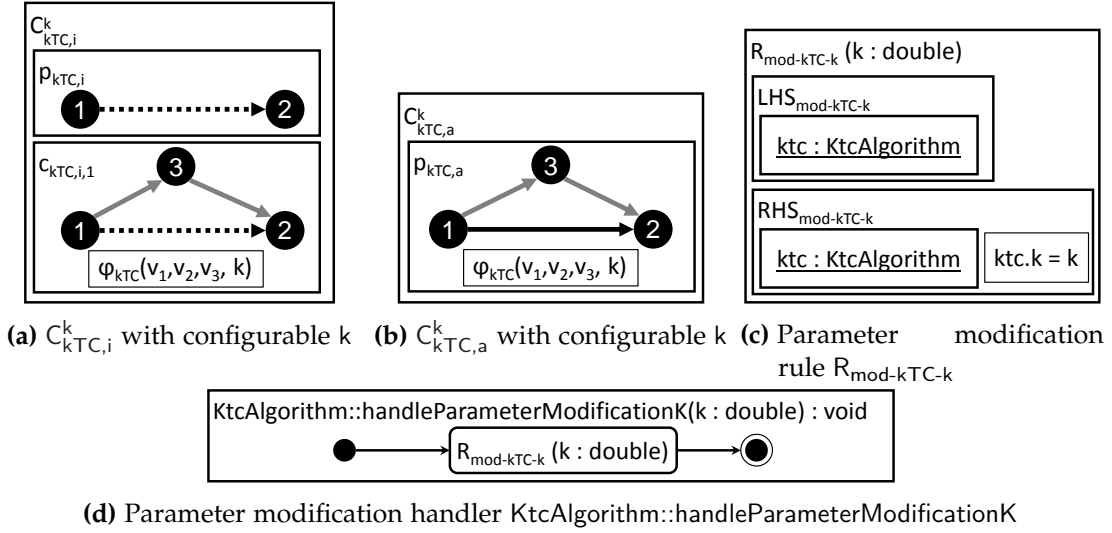 C^k_kTC,i
p_kTC,i
1 2
c_kTC,i,1
3
1 2
φ_kTC(v_1,v_2,v_3, k)
(a) C^k_kTC,i with configurable k
C^k_kTC,a
p_kTC,a
3
1 2
φ_kTC(v_1,v_2,v_3, k)
(b) C^k_kTC,a with configurable k
R_mod-kTC-k (k : double)
LHS_mod-kTC-k
ktc : KtcAlgorithm
RHS_mod-kTC-k
ktc : KtcAlgorithm ktc.k = k
(c) Parameter modification
rule R_mod-kTC-k
KtcAlgorithm::handleParameterModificationK(k : double) : void
R_mod-kTC-k (k : double)
(d) Parameter modification handler KtcAlgorithm::handleParameterModificationK